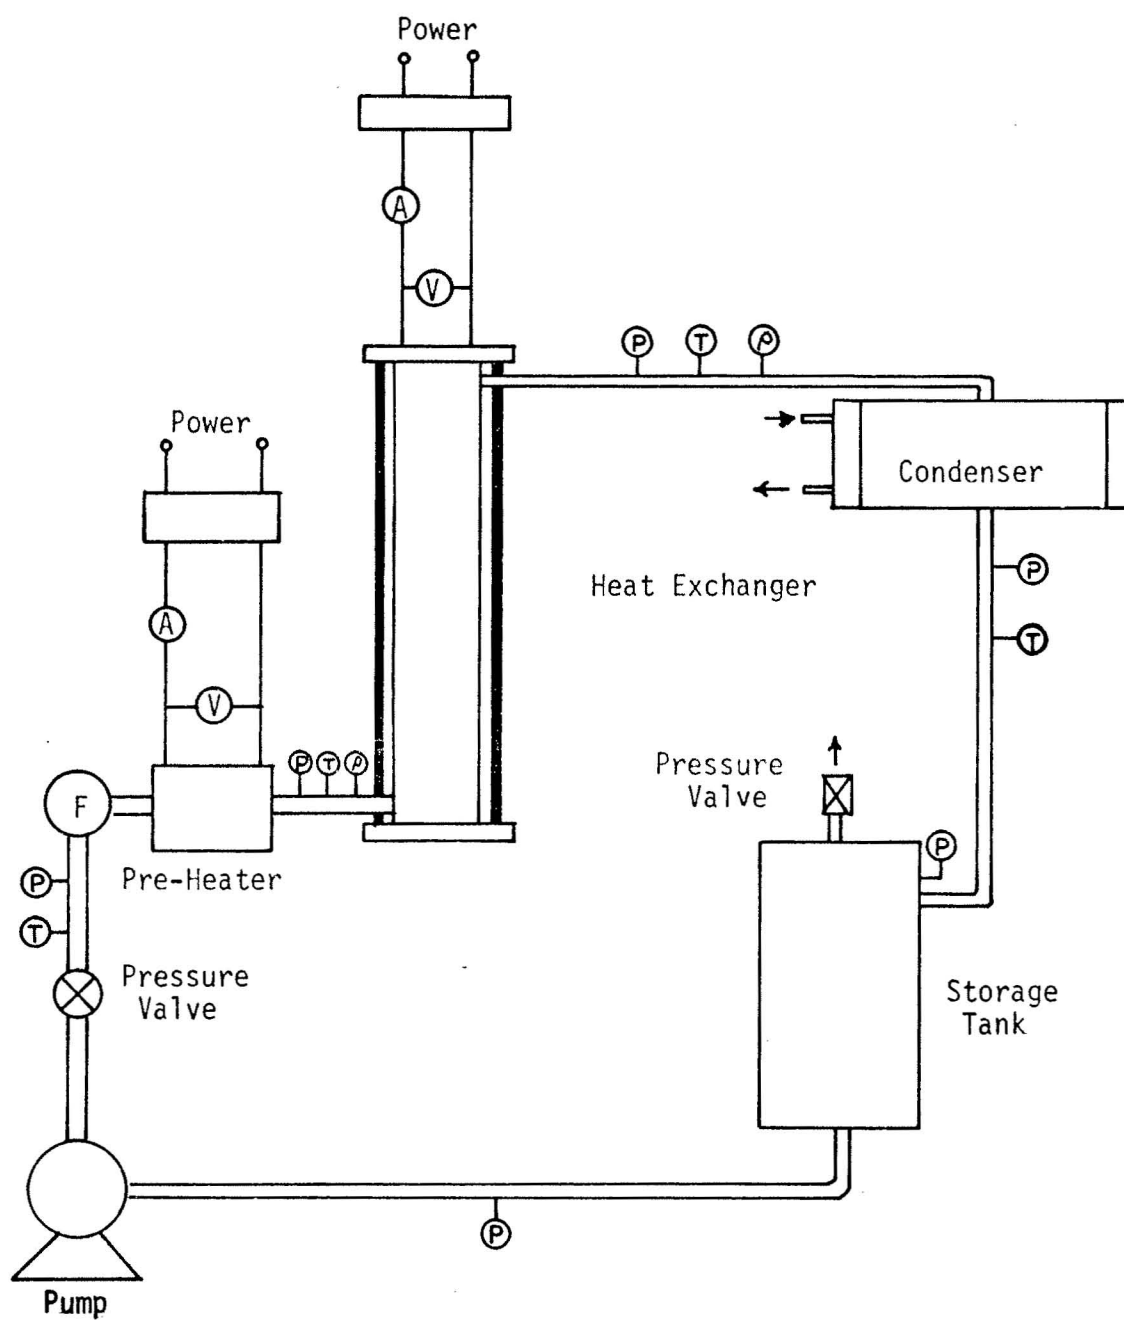 Power
A
V
P T ρ
Power
Condenser
P
Heat Exchanger
A
T
V
Pressure
Valve
P T ρ
F
P
P
Pre-Heater
T
Pressure
Valve
Storage
Tank
P
Pump